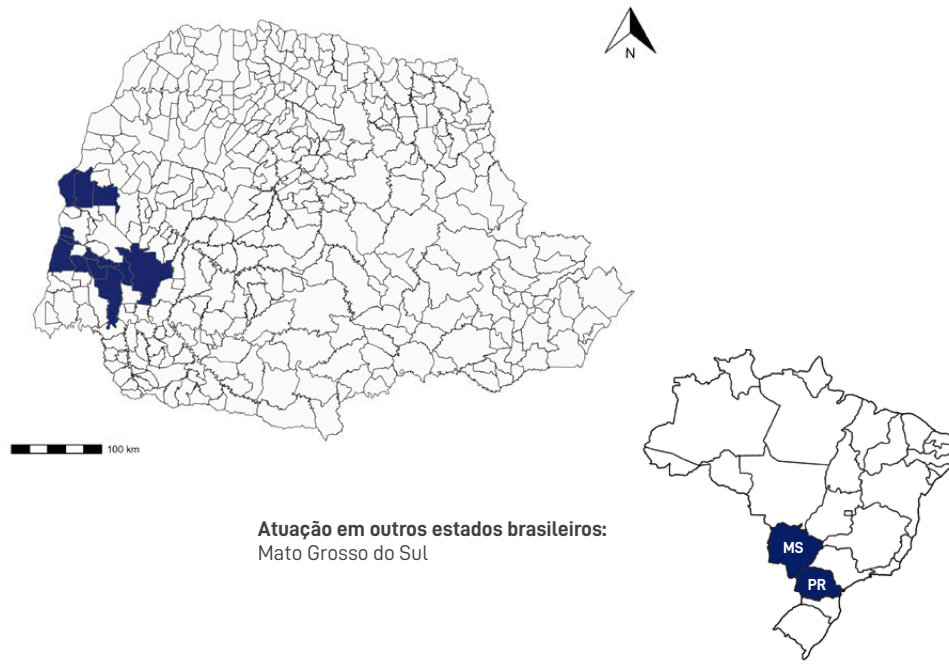 N
100 km
Atuação em outros estados brasileiros:
Mato Grosso do Sul
MS
PR